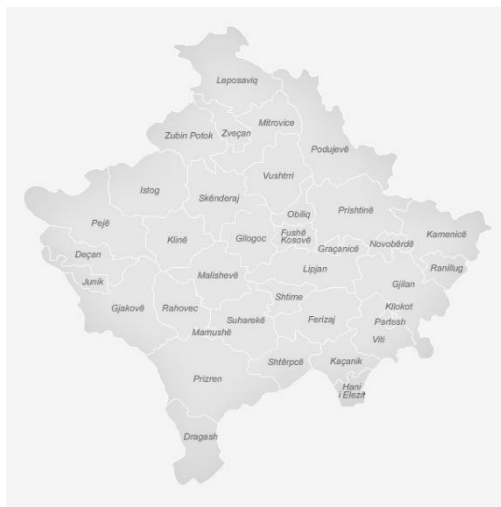 Leposaviq
Mitrovice
Zubin Potok
Zveçan
Podujevë
Vushtrri
Istog
Skënderaj
Obiliq
Prishtinë
Pejë
Klinë
Gllogoc
Fushë
Kosovë
Graçanicë
Novobërdë
Kamenicë
Deçan
Lipjan
Ranillug
Junik
Malishevë
Gjilan
Shtime
Gjakovë
Rahovec
Kllokot
Suharekë
Ferizaj
Partesh
Mamushë
Viti
Shtërpcë
Kaçanik
Prizren
Hani
i Elezit
Dragash